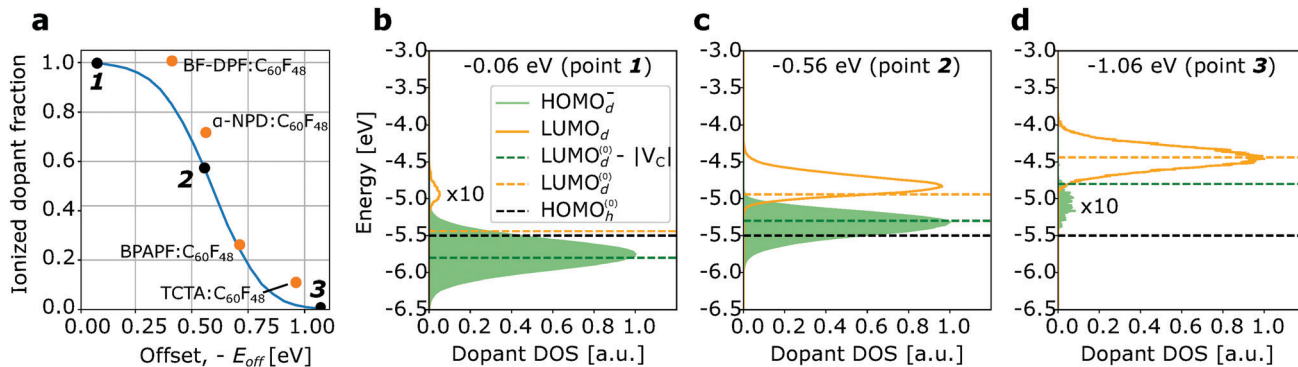 a
Ionized dopant fraction
1.0
0.8
0.6
0.4
0.2
0.0
0.00 0.25 0.50 0.75 1.00
Offset, - E_off [eV]
1
2
3
BF-DPF:C₆₀F₄₈
α-NPD:C₆₀F₄₈
BPAPF:C₆₀F₄₈
TCTA:C₆₀F₄₈
b
Energy [eV]
-3.0
-3.5
-4.0
-4.5
-5.0
-5.5
-6.0
-6.5
0.0 0.2 0.4 0.6 0.8 1.0
Dopant DOS [a.u.]
-0.06 eV (point 1)
HOMO_d^-
LUMO_d
LUMO_d^(0) - |V_C|
LUMO_d^(0)
HOMO_h^(0)
x10
c
-3.0
-3.5
-4.0
-4.5
-5.0
-5.5
-6.0
-6.5
0.0 0.2 0.4 0.6 0.8 1.0
Dopant DOS [a.u.]
-0.56 eV (point 2)
d
-3.0
-3.5
-4.0
-4.5
-5.0
-5.5
-6.0
-6.5
0.0 0.2 0.4 0.6 0.8 1.0
Dopant DOS [a.u.]
-1.06 eV (point 3)
x10